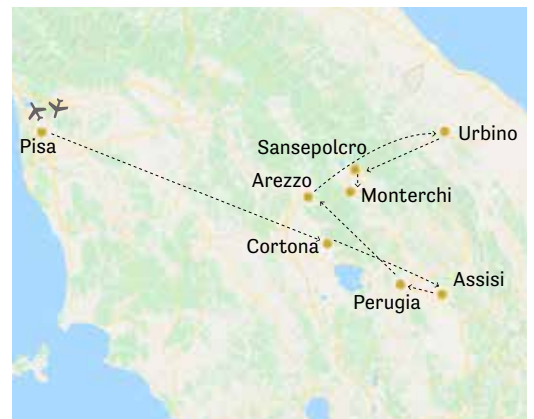 Urbino
Sansepolcro
Pisa
Arezzo
Monterchi
Cortona
Assisi
Perugia